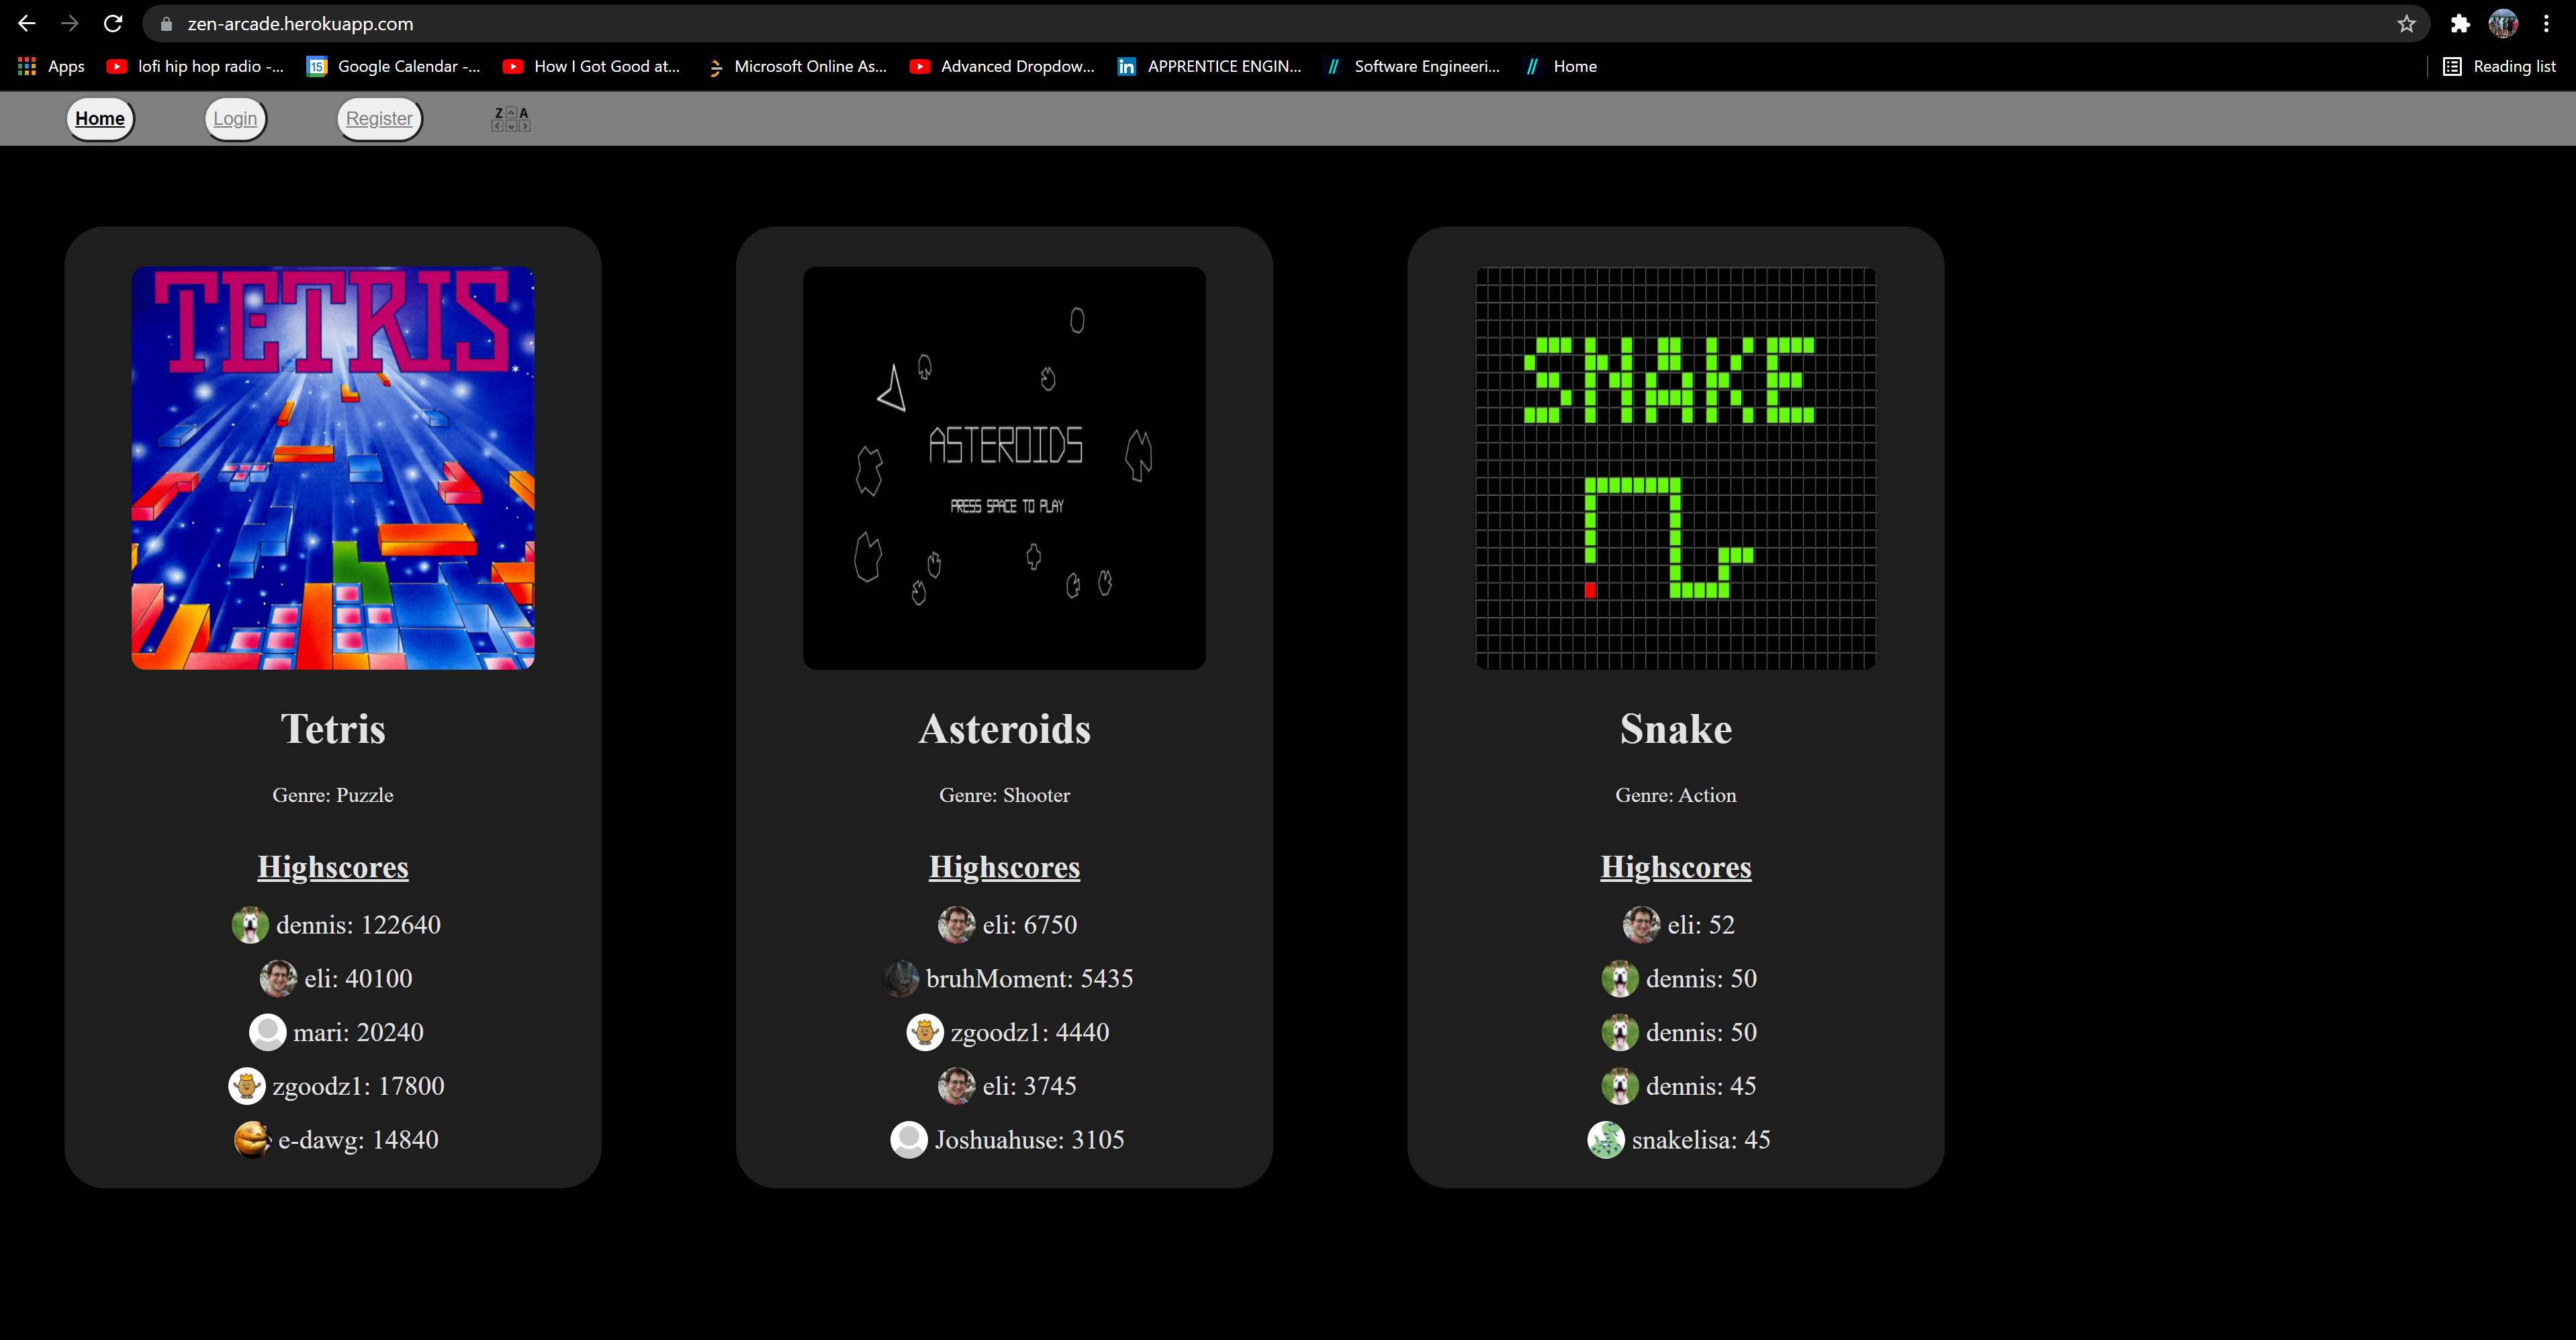 zen-arcade.herokuapp.com
Apps lofi hip hop radio -... 15 Google Calendar -... How I Got Good at... Microsoft Online As... Advanced Dropdow... in APPRENTICE ENGIN... // Software Engineeri... // Home Reading list
Home Login Register Z A
TETRIS
ASTEROIDS
PRESS SPACE TO PLAY
SNAKE
Tetris
Genre: Puzzle
Highscores
dennis: 122640
eli: 40100
mari: 20240
zgoodz1: 17800
e-dawg: 14840
Asteroids
Genre: Shooter
Highscores
eli: 6750
bruhMoment: 5435
zgoodz1: 4440
eli: 3745
Joshuahuse: 3105
Snake
Genre: Action
Highscores
eli: 52
dennis: 50
dennis: 50
dennis: 45
snakelisa: 45